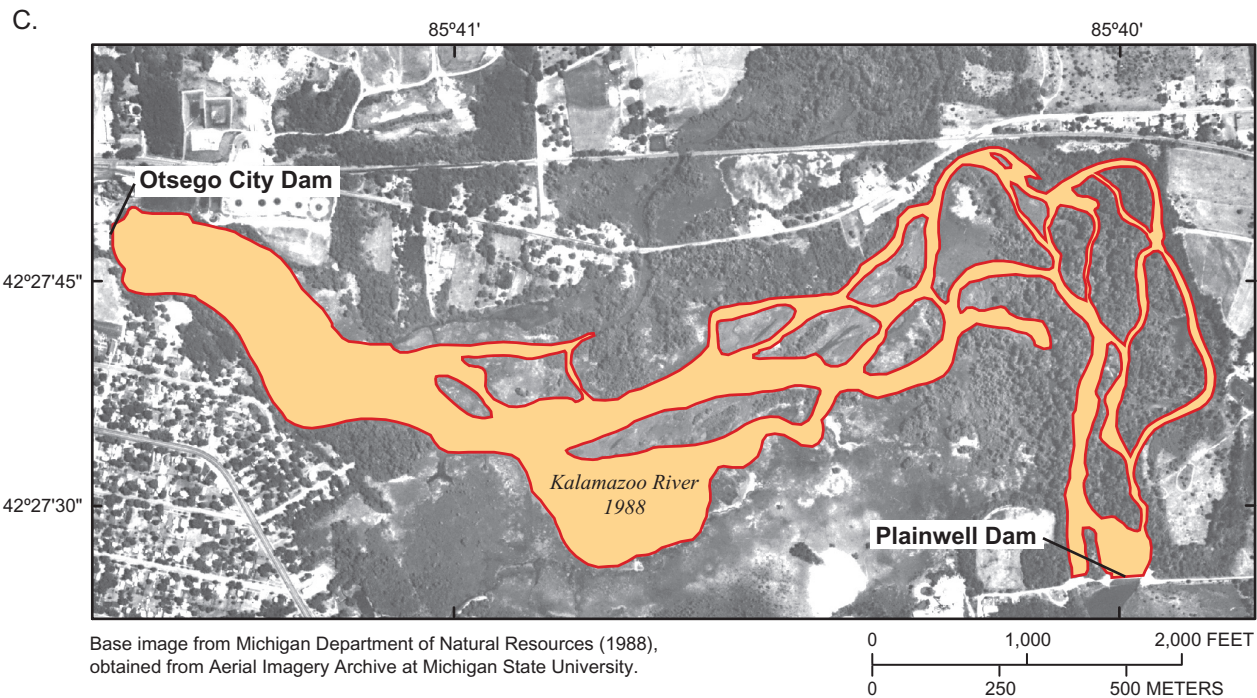 C.
85º41'
85º40'
Otsego City Dam
42º27'45"
42º27'30"
Kalamazoo River
1988
Plainwell Dam
Base image from Michigan Department of Natural Resources (1988),
obtained from Aerial Imagery Archive at Michigan State University.
0 1,000 2,000 FEET
0 250 500 METERS